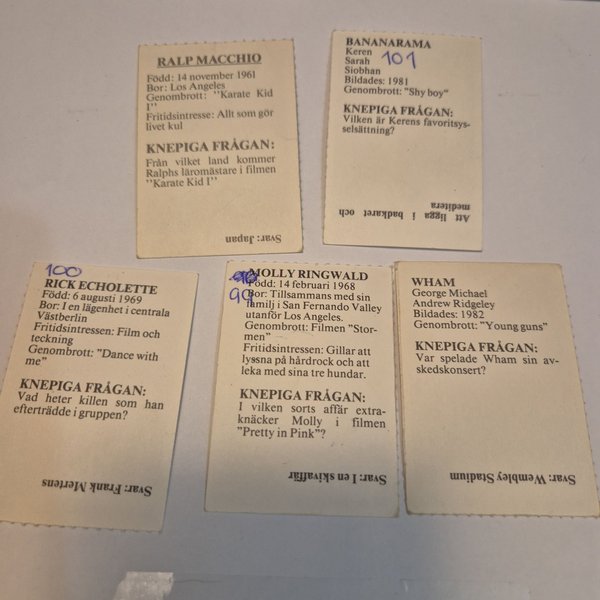 RALP MACCHIO
Född: 14 november 1961
Bor: Los Angeles
Genombrott: "Karate Kid
I"
Fritidsintresse: Allt som gör
livet kul
KNEPIGA FRÅGAN:
Från vilket land kommer
Ralphs läromästare i filmen
"Karate Kid I"
Svar: Japan
BANANARAMA
Keren
Sarah
101
Siobhan
Bildades: 1981
Genombrott: "Shy boy"
KNEPIGA FRÅGAN:
Vilken är Kerens favoritsys-
selsättning?
Att ligga i badkaret och
meditera
100
RICK ECHOLETTE
Född: 6 augusti 1969
Bor: I en lägenhet i centrala
Västberlin
Fritidsintressen: Film och
teckning
Genombrott: "Dance with
me"
KNEPIGA FRÅGAN:
Vad heter killen som han
efterträdde i gruppen?
Svar: Frank Mertens
MOLLY RINGWALD
Född: 14 februari 1968
90
Bor: Tillsammans med sin
familj i San Fernando Valley
utanför Los Angeles.
Genombrott: Filmen "Stor-
men"
Fritidsintressen: Gillar att
lyssna på hårdrock och att
leka med sina tre hundar.
KNEPIGA FRÅGAN:
I vilken sorts affär extra-
knäcker Molly i filmen
"Pretty in Pink"?
Svar: I en skivaffär
WHAM
George Michael
Andrew Ridgeley
Bildades: 1982
Genombrott: "Young guns"
KNEPIGA FRÅGAN:
Var spelade Wham sin av-
skedskonsert?
Svar: Wembley Stadium